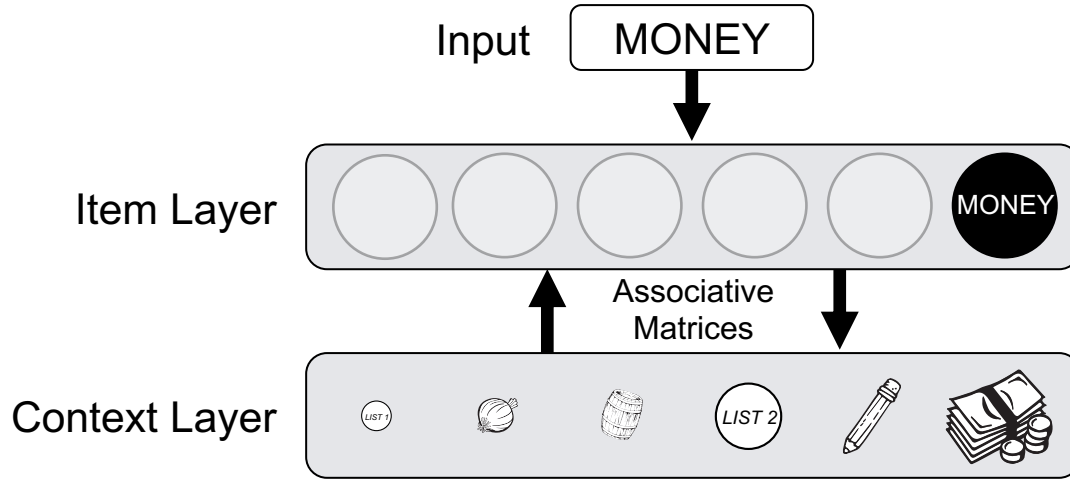 Input
MONEY
Item Layer
MONEY
Associative
Matrices
Context Layer
LIST 1
LIST 2